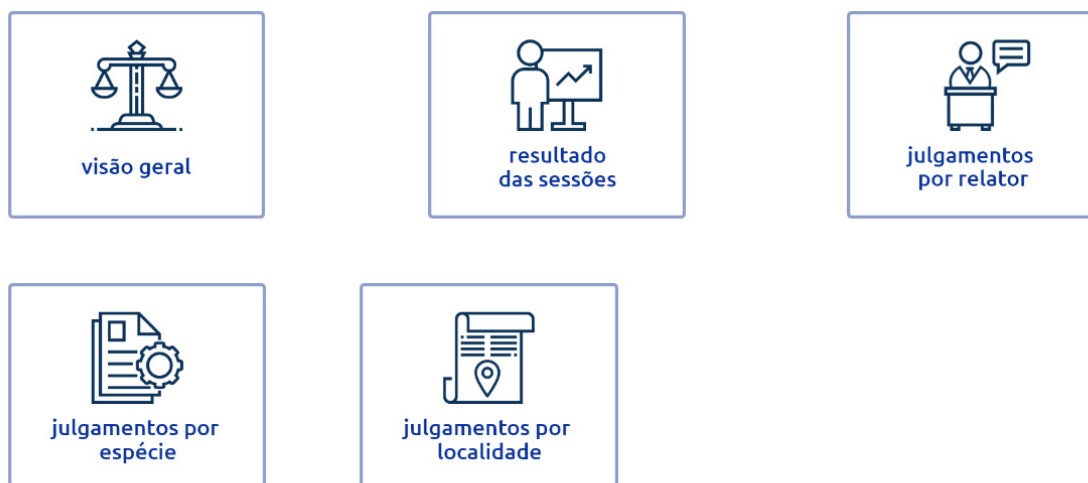 visão geral
resultado
das sessões
julgamentos
por relator
julgamentos por
espécie
julgamentos por
localidade